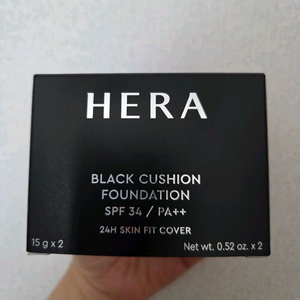 HERA
BLACK CUSHION
FOUNDATION
SPF 34 / PA++
24H SKIN FIT COVER
15 g x 2
Net wt. 0.52 oz. x 2